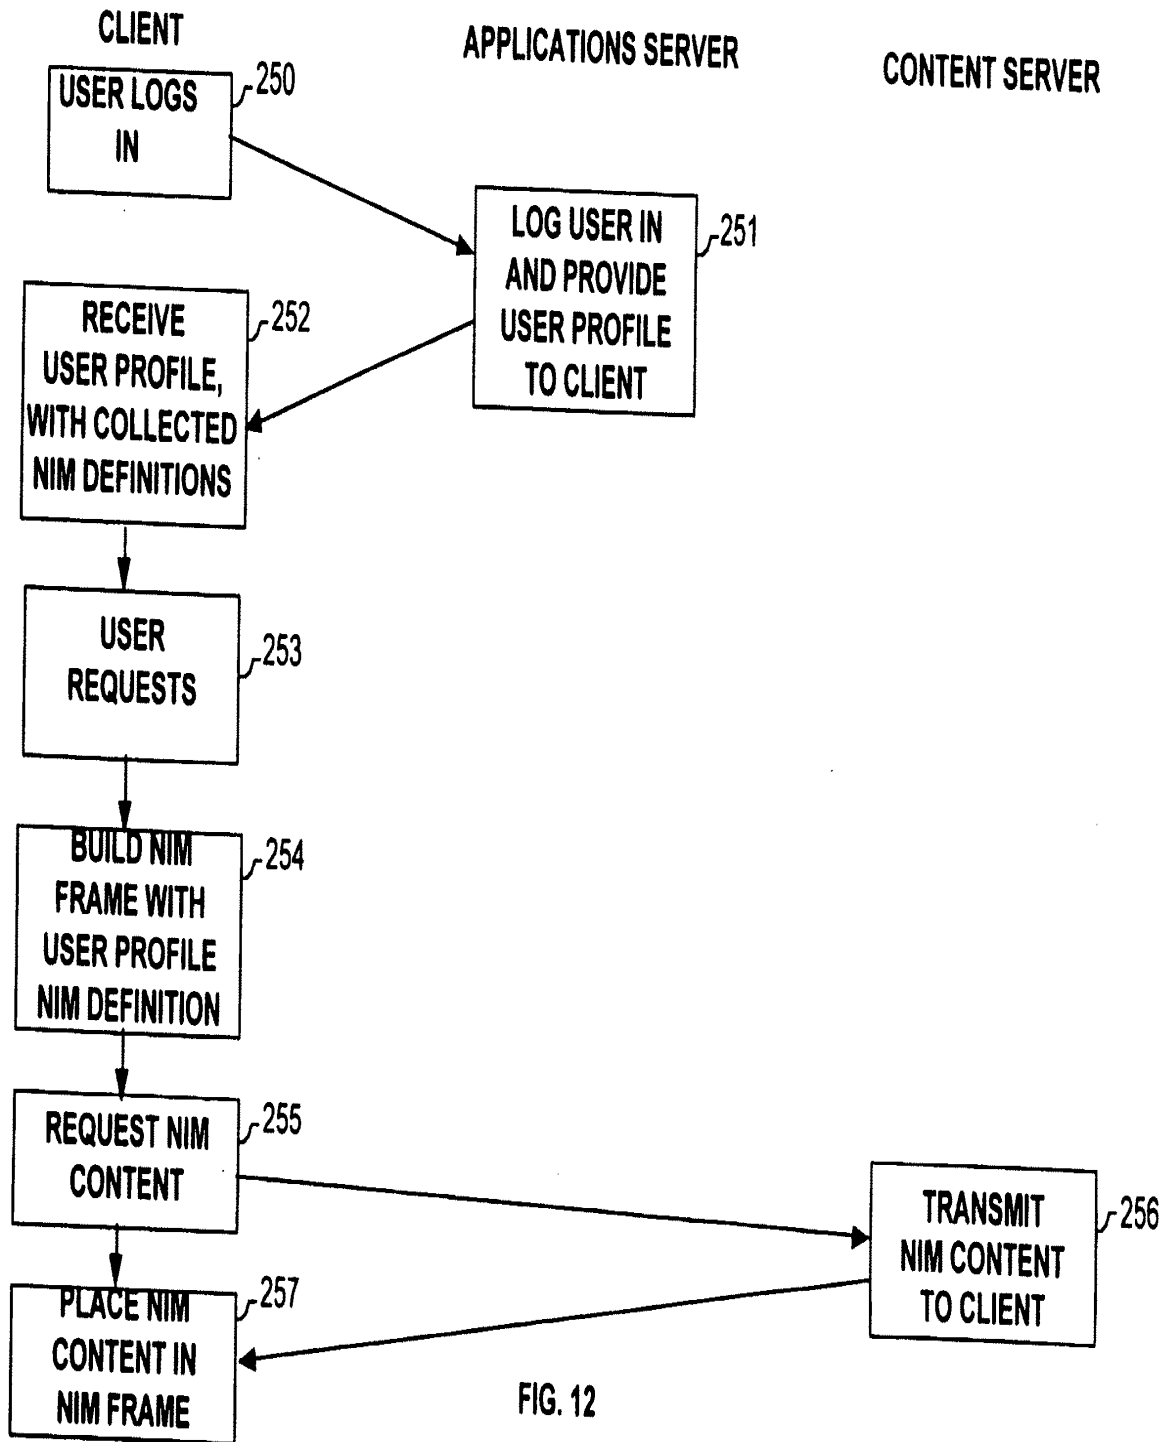 CLIENT
APPLICATIONS SERVER
CONTENT SERVER
USER LOGS
IN
250
LOG USER IN
AND PROVIDE
USER PROFILE
TO CLIENT
251
RECEIVE
USER PROFILE,
WITH COLLECTED
NIM DEFINITIONS
252
USER
REQUESTS
253
BUILD NIM
FRAME WITH
USER PROFILE
NIM DEFINITION
254
REQUEST NIM
CONTENT
255
TRANSMIT
NIM CONTENT
TO CLIENT
256
PLACE NIM
CONTENT IN
NIM FRAME
257
FIG. 12